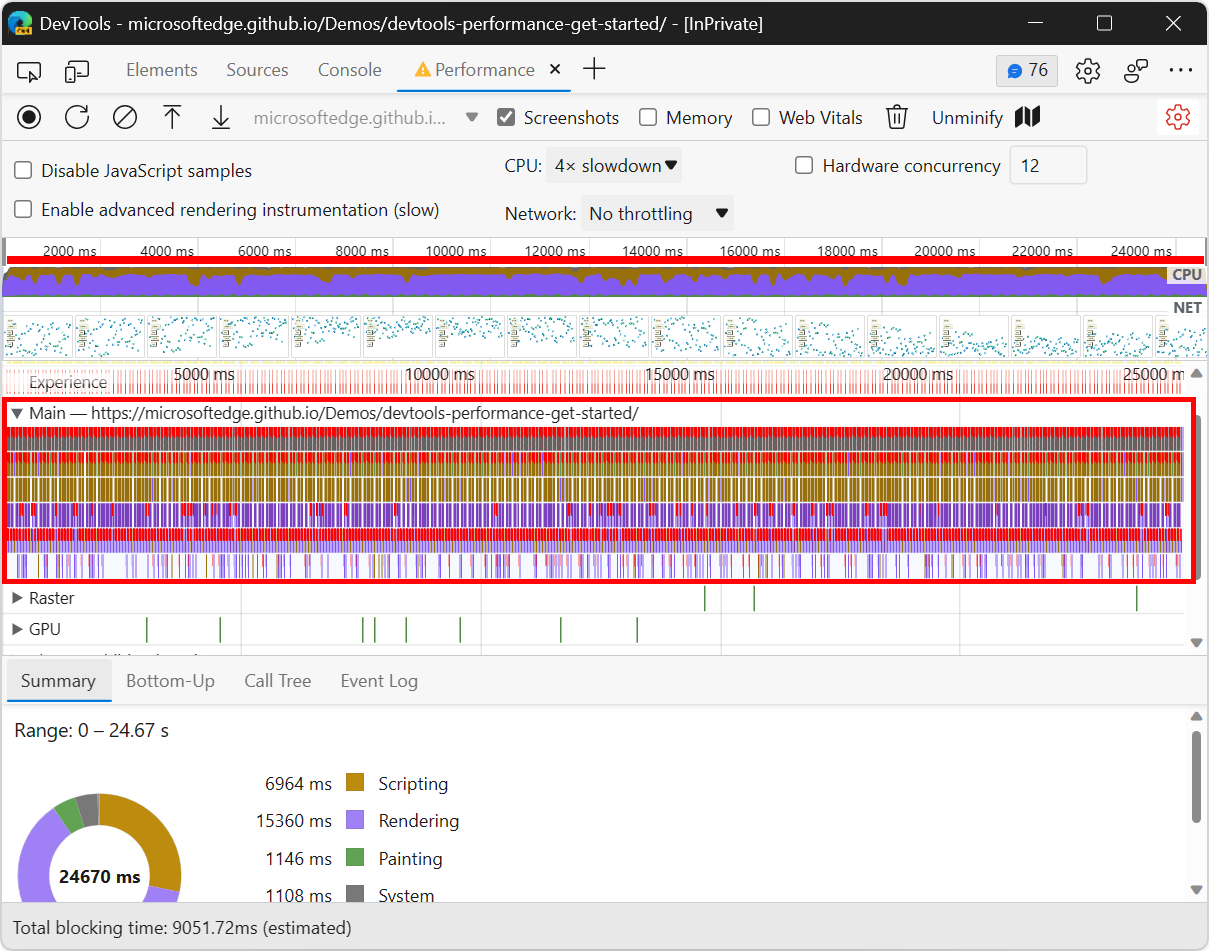 DevTools - microsoftedge.github.io/Demos/devtools-performance-get-started/ - [InPrivate]
Elements Sources Console Performance 76
microsoftedge.github.i... Screenshots Memory Web Vitals Unminify
Disable JavaScript samples CPU: 4× slowdown Hardware concurrency 12
Enable advanced rendering instrumentation (slow) Network: No throttling
2000 ms 4000 ms 6000 ms 8000 ms 10000 ms 12000 ms 14000 ms 16000 ms 18000 ms 20000 ms 22000 ms 24000 ms
CPU
NET
Experience 5000 ms 10000 ms 15000 ms 20000 ms 25000 m
Main — https://microsoftedge.github.io/Demos/devtools-performance-get-started/
Raster
GPU
Summary Bottom-Up Call Tree Event Log
Range: 0 – 24.67 s
6964 ms Scripting
15360 ms Rendering
1146 ms Painting
24670 ms
1108 ms System
Total blocking time: 9051.72ms (estimated)